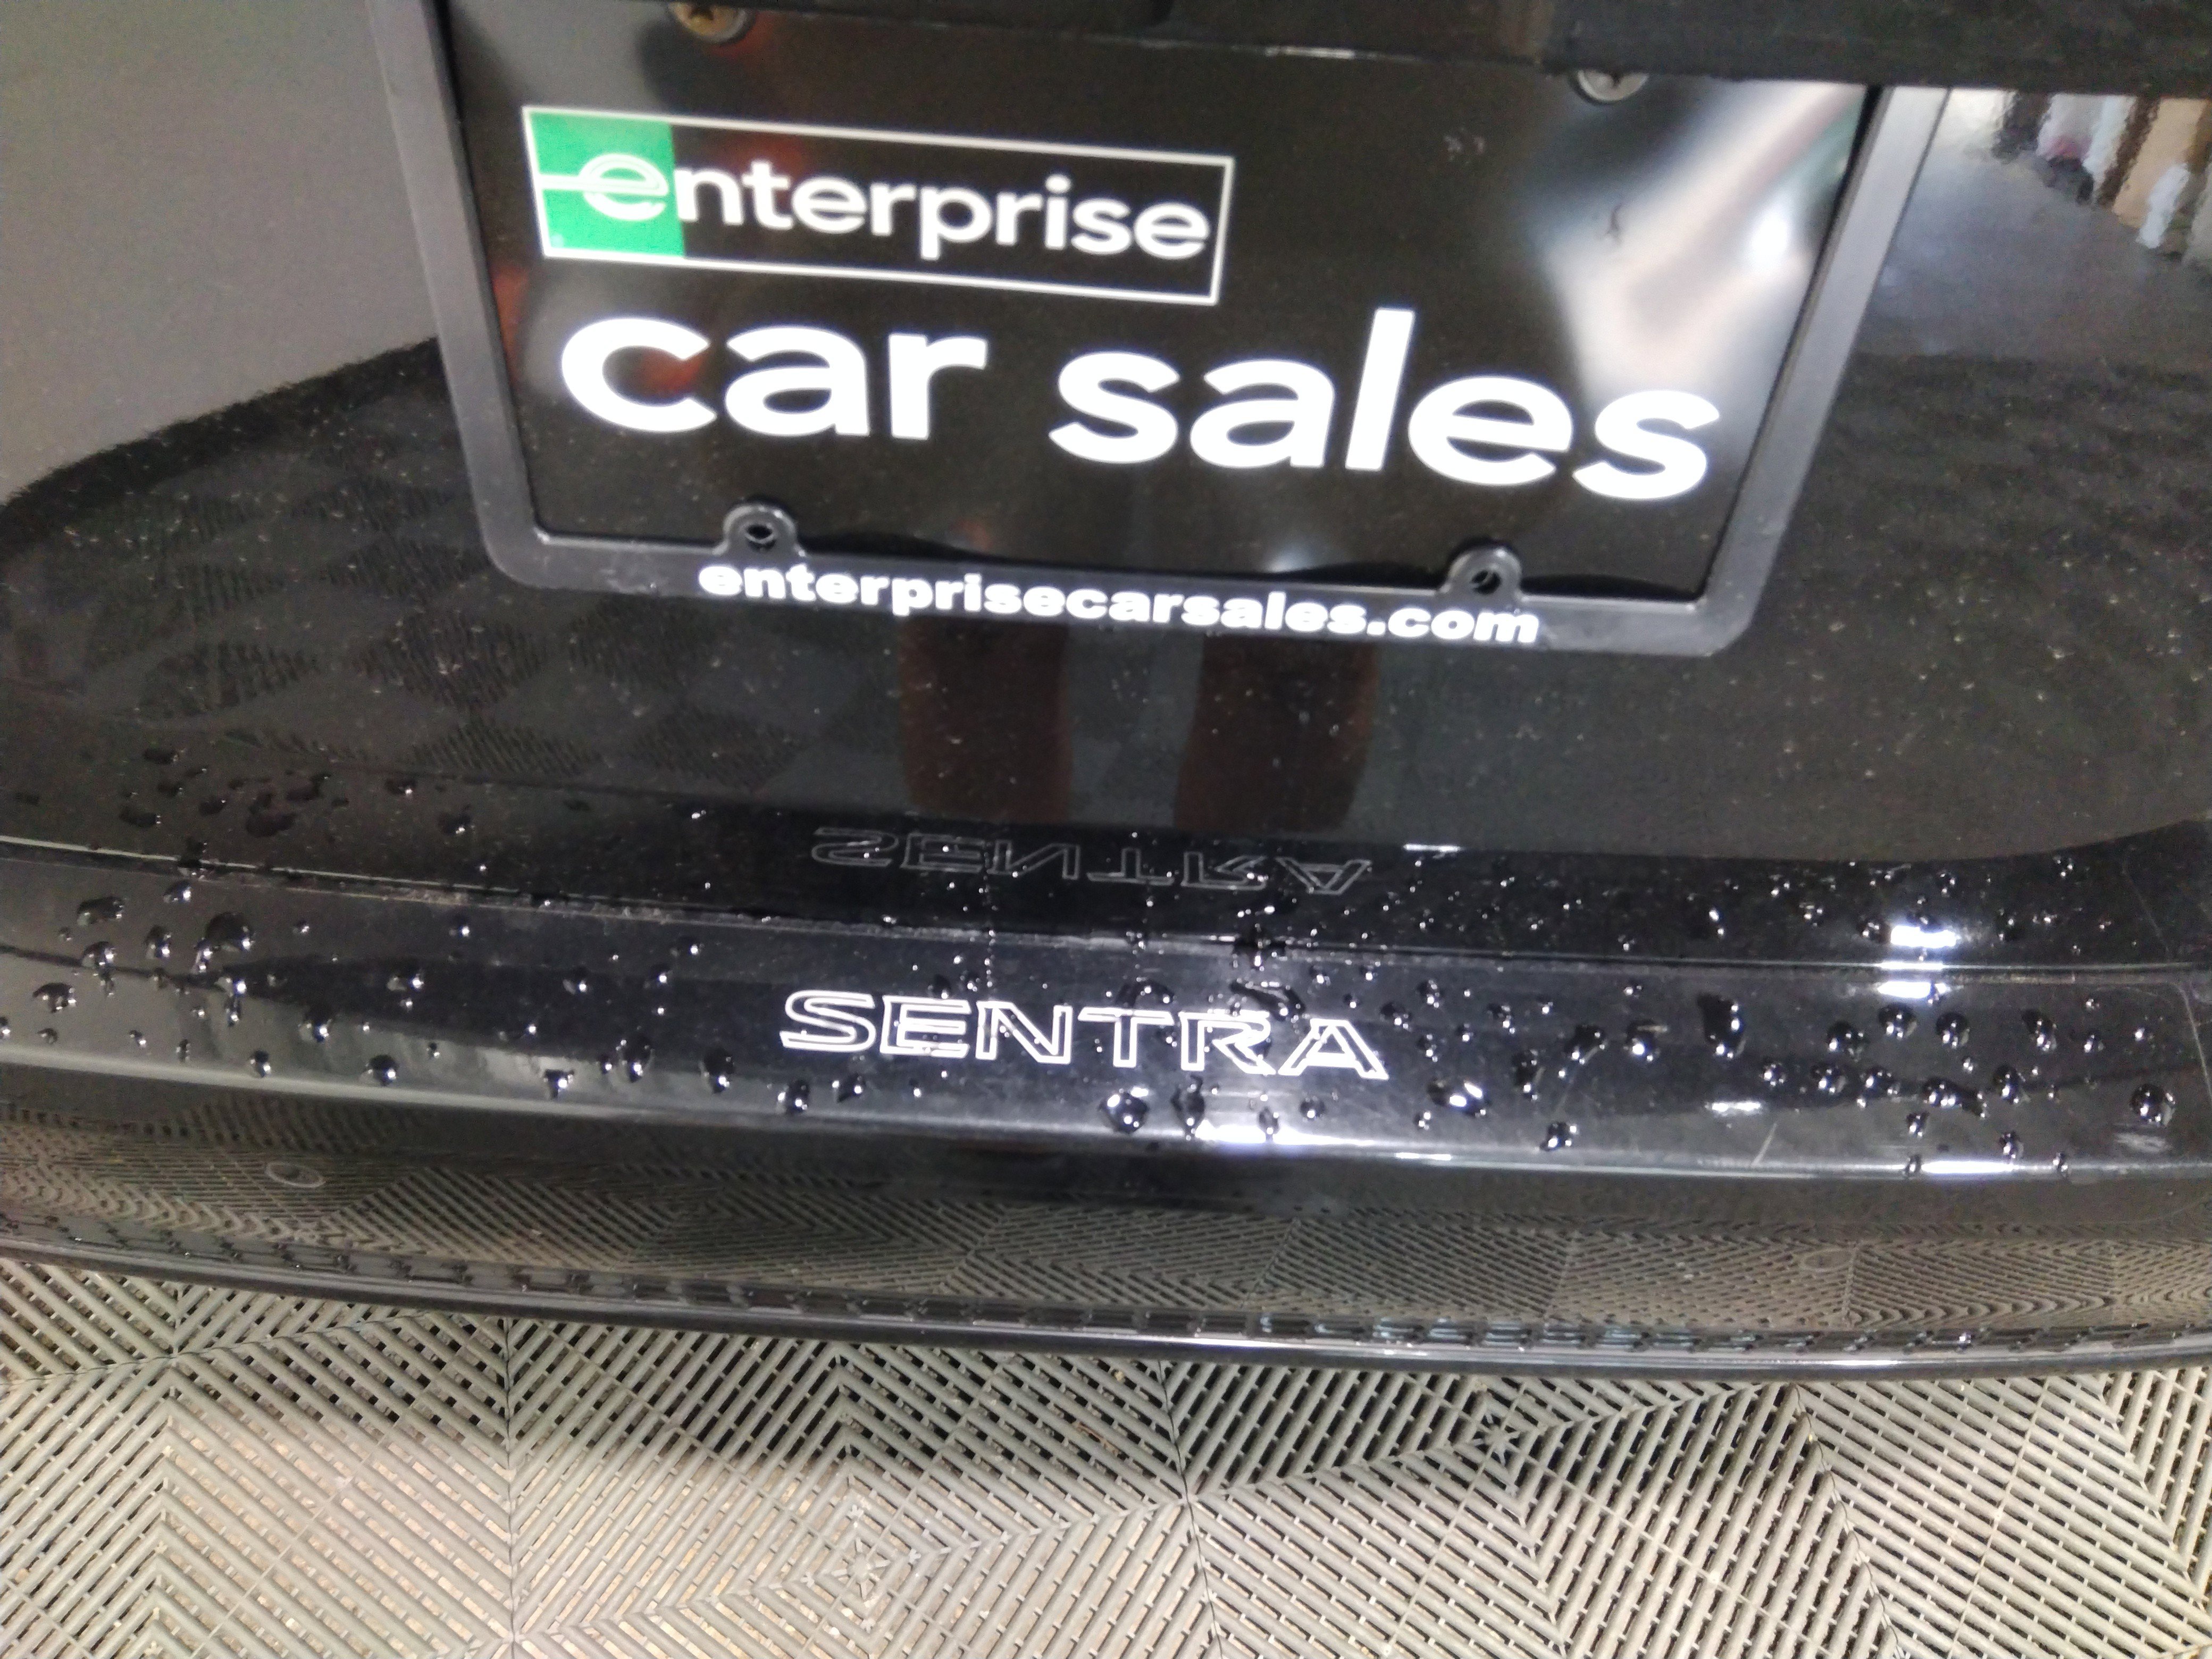 enterprise
car sales
enterprisecarsales.com
SENTRA